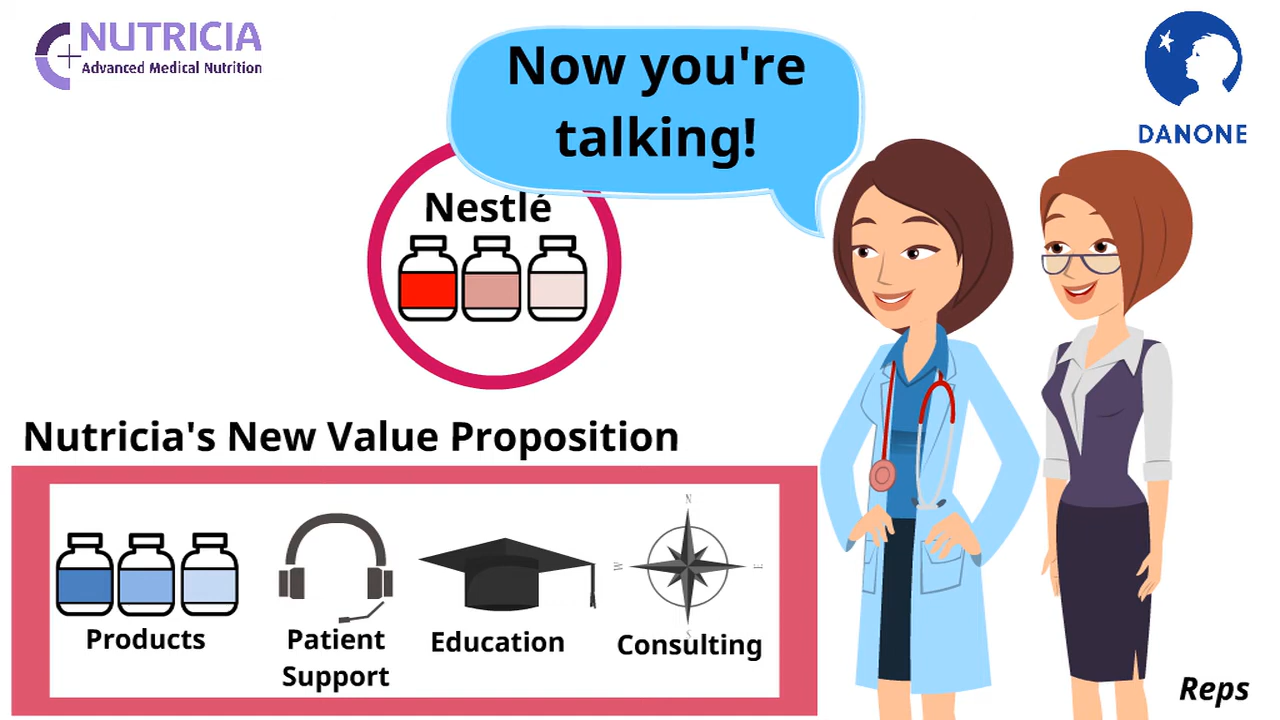 NUTRICIA
Advanced Medical Nutrition
Now you're
talking!
DANONE
Nestlé
Nutricia's New Value Proposition
N
W
E
S
Products
Patient
Support
Education
Consulting
Reps